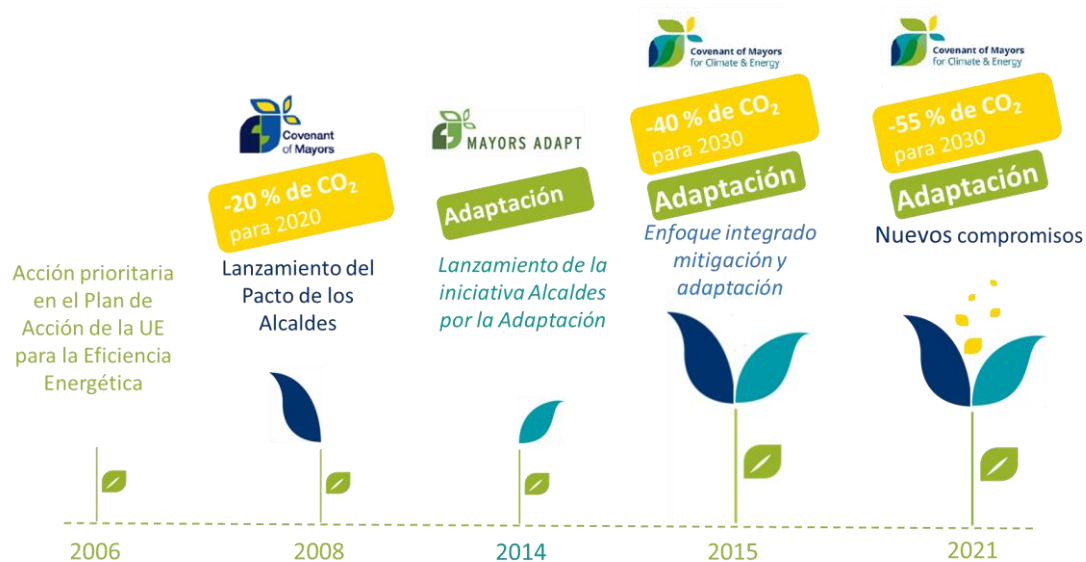 Acción prioritaria
en el Plan de
Acción de la UE
para la Eficiencia
Energética
2006
Covenant
of Mayors
-20 % de CO₂
para 2020
Lanzamiento del
Pacto de los
Alcaldes
2008
MAYORS ADAPT
Adaptación
Lanzamiento de la
iniciativa Alcaldes
por la Adaptación
2014
Covenant of Mayors
for Climate & Energy
-40 % de CO₂
para 2030
Adaptación
Enfoque integrado
mitigación y
adaptación
2015
Covenant of Mayors
for Climate & Energy
-55 % de CO₂
para 2030
Adaptación
Nuevos compromisos
2021